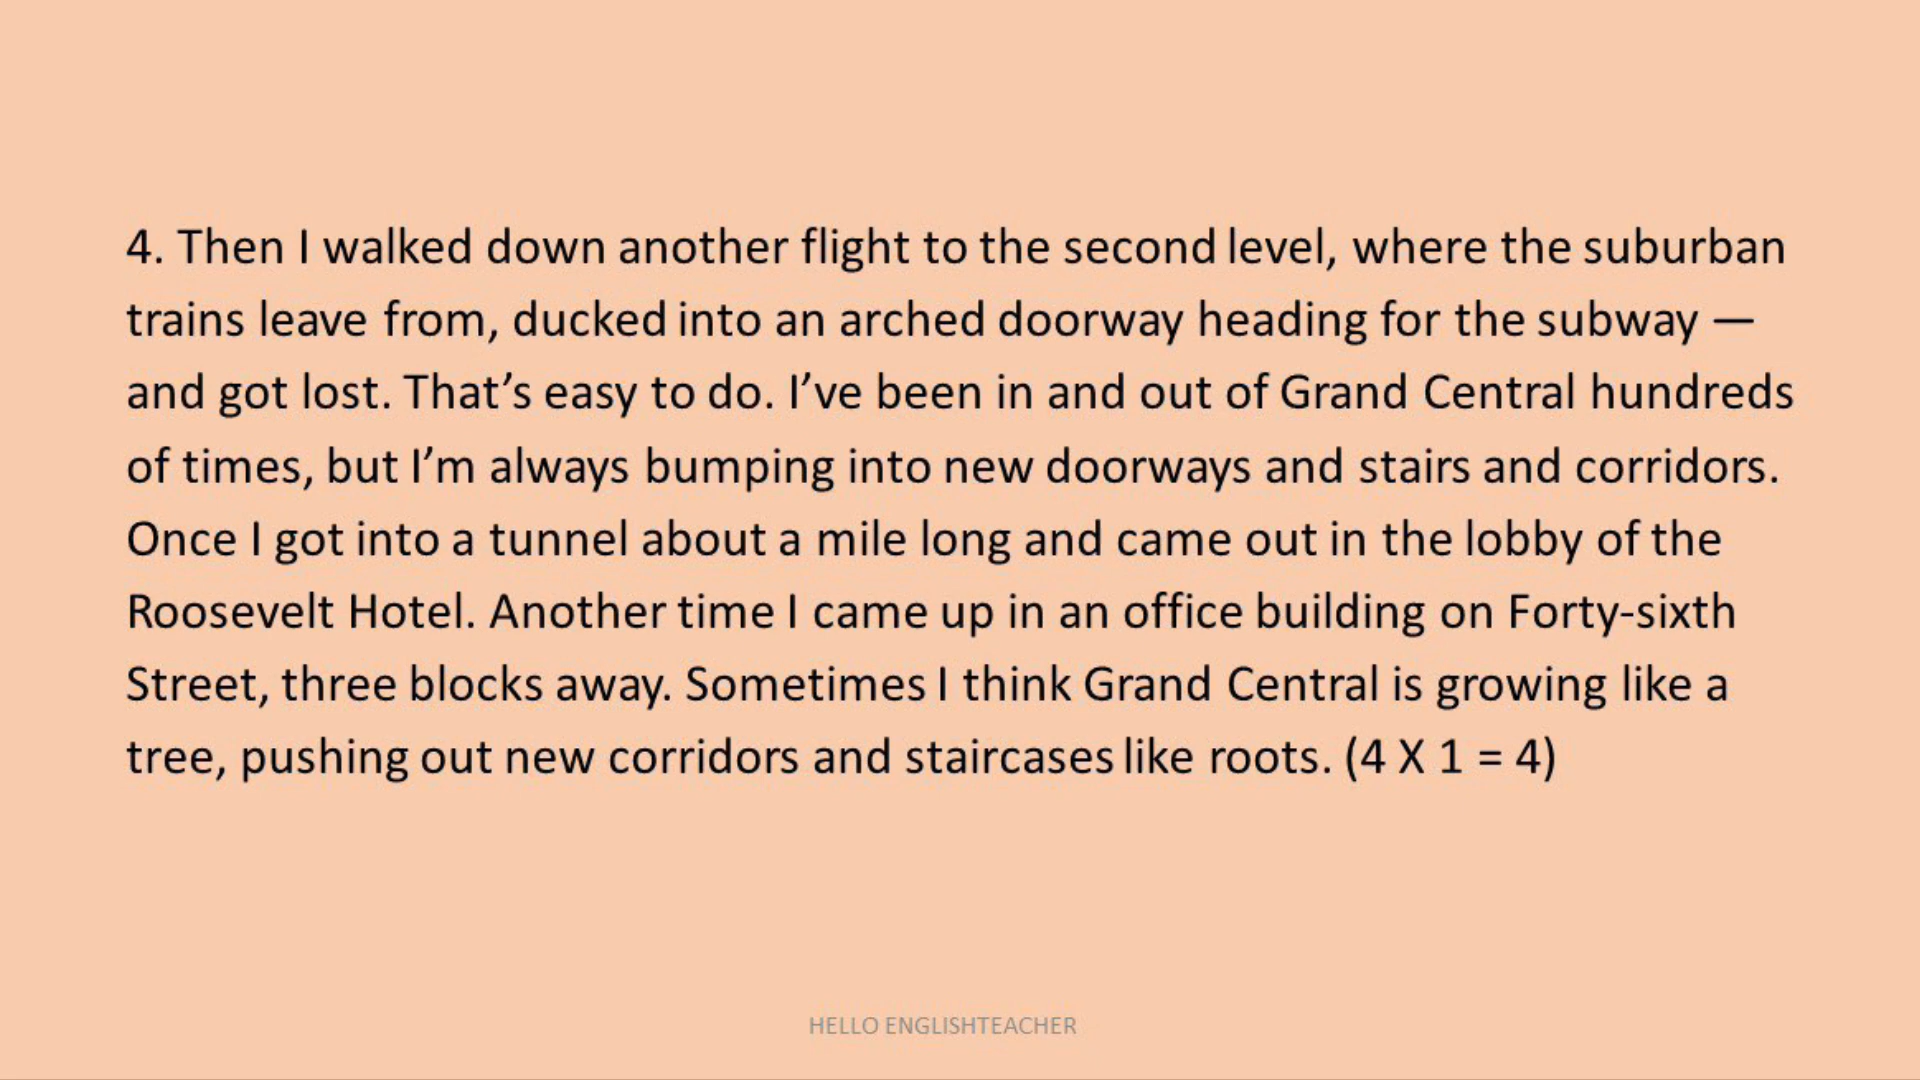 4. Then I walked down another flight to the second level, where the suburban
trains leave from, ducked into an arched doorway heading for the subway —
and got lost. That’s easy to do. I’ve been in and out of Grand Central hundreds
of times, but I’m always bumping into new doorways and stairs and corridors.
Once I got into a tunnel about a mile long and came out in the lobby of the
Roosevelt Hotel. Another time I came up in an office building on Forty-sixth
Street, three blocks away. Sometimes I think Grand Central is growing like a
tree, pushing out new corridors and staircases like roots. (4 X 1 = 4)
HELLO ENGLISHTEACHER